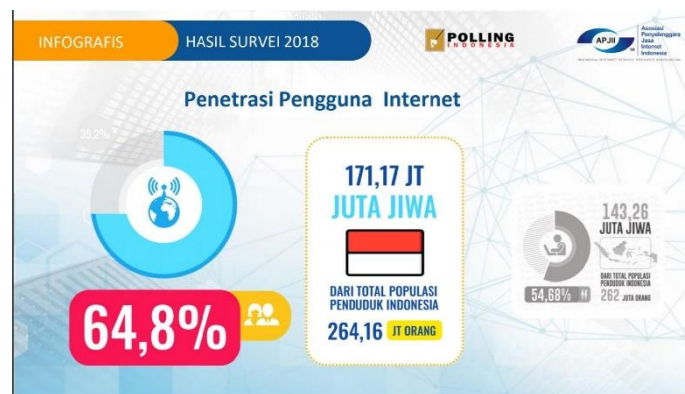 INFOGRAFIS
HASIL SURVEI 2018
POLLING
INDONESIA
APJII
Asosiasi
Penyelenggara
Jasa
Internet
Indonesia
Penetrasi Pengguna Internet
35,2%
64,8%
171,17 JT
JUTA JIWA
DARI TOTAL POPULASI
PENDUDUK INDONESIA
264,16 JT ORANG
143,26
JUTA JIWA
DARI TOTAL POPULASI
PENDUDUK INDONESIA
54,68%
262 JUTA ORANG